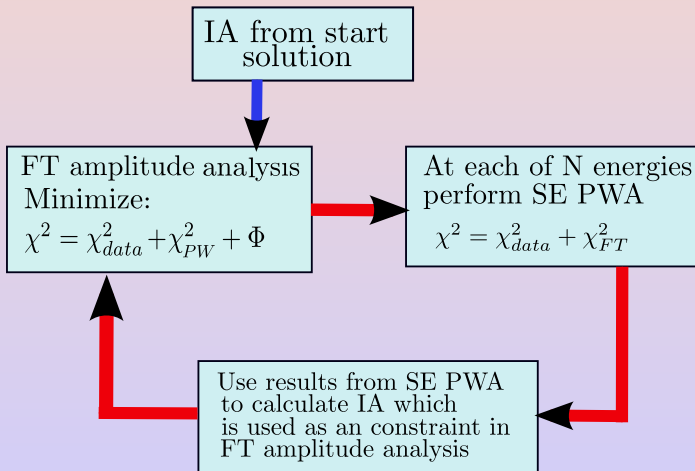 IA from start
solution
FT amplitude analysis
Minimize:
χ² = χ²_data + χ²_PW + Φ
At each of N energies
perform SE PWA
χ² = χ²_data + χ²_FT
Use results from SE PWA
to calculate IA which
is used as an constraint in
FT amplitude analysis